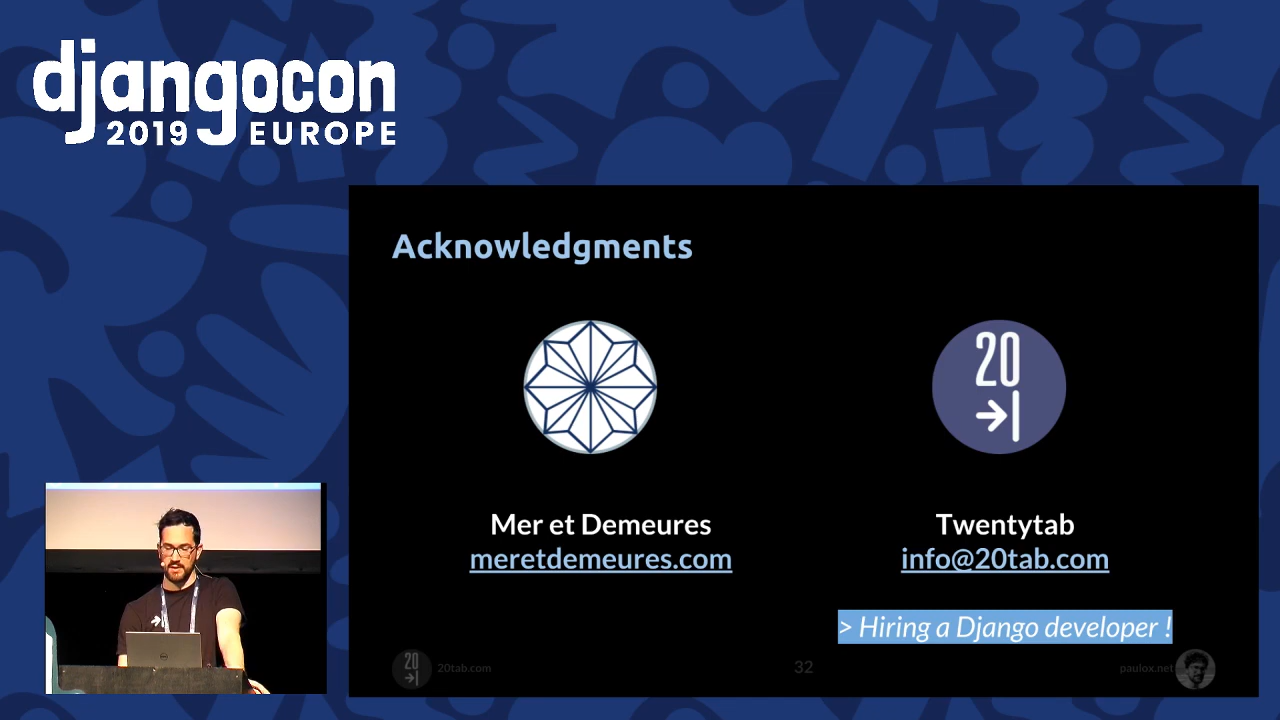 djangocon
2019 EUROPE
Acknowledgments
20
Mer et Demeures
meretdemeures.com
Twentytab
info@20tab.com
> Hiring a Django developer !
20
20tab.com
32
paulox.net